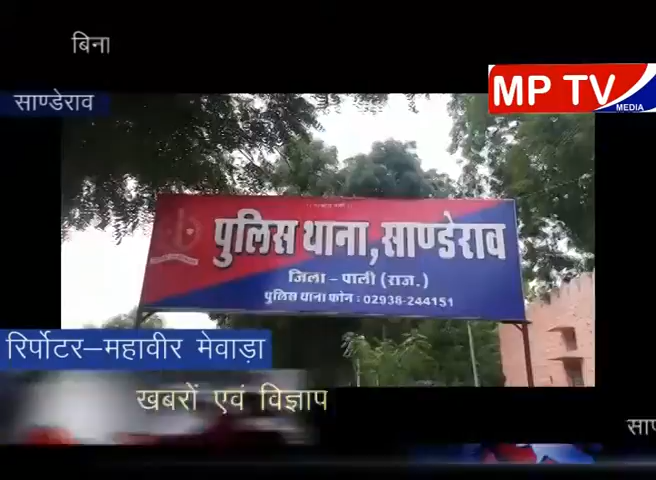 बिना
साण्डेराव
MP TV
MEDIA
पुलिस थाना, साण्डेराव
जिला - पाली (राज.)
पुलिस थाना फोन : 02938-244151
रिर्पोटर-महावीर मेवाड़ा
खबरों एवं विज्ञाप
साण